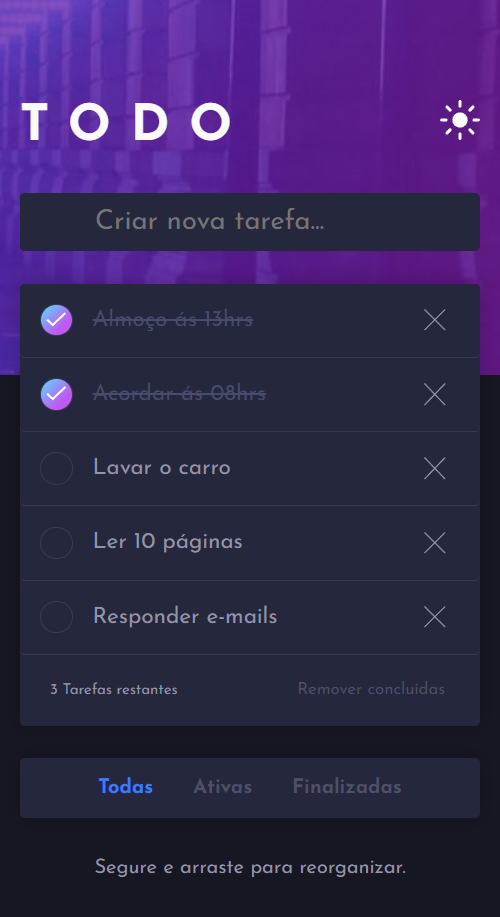 TODO
Criar nova tarefa...
Almoço ás 13hrs
Acordar ás 08hrs
Lavar o carro
Ler 10 páginas
Responder e-mails
3 Tarefas restantes Remover concluidas
Todas Ativas Finalizadas
Segure e arraste para reorganizar.